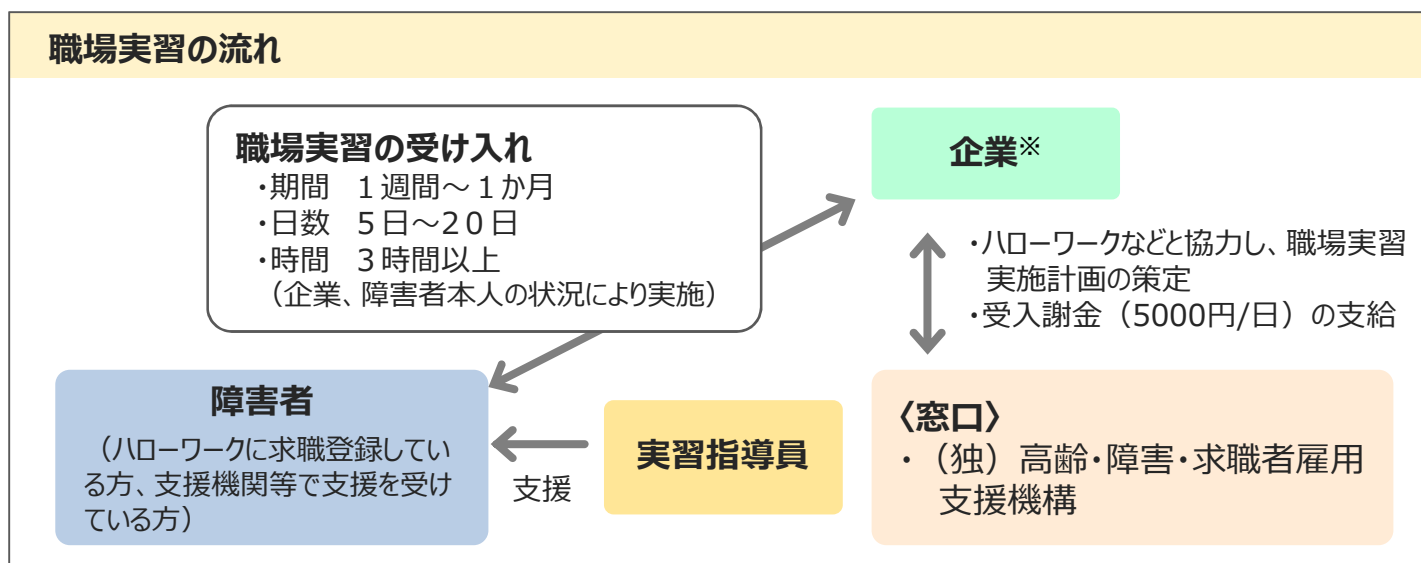 職場実習の流れ
職場実習の受け入れ
・期間　１週間～１か月
・日数　５日～２０日
・時間　３時間以上
（企業、障害者本人の状況により実施）
企業※
・ハローワークなどと協力し、職場実習
実施計画の策定
・受入謝金（5000円/日）の支給
障害者
（ハローワークに求職登録してい
る方、支援機関等で支援を受け
ている方）
支援
実習指導員
〈窓口〉
・（独）高齢・障害・求職者雇用
支援機構